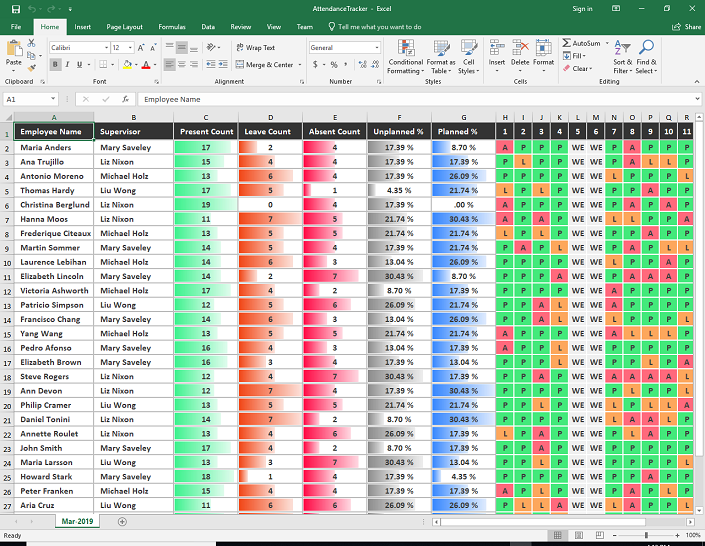 AttendanceTracker - Excel
Sign in
File Home Insert Page Layout Formulas Data Review View Team Tell me what you want to do Share
Paste
Calibri 12 A A
B I U
Wrap Text
Merge & Center
General
$ % ,
Conditional Formatting
Format as Table
Cell Styles
Insert Delete Format
AutoSum
Fill
Clear
Sort & Filter
Find & Select
Clipboard Font Alignment Number Styles Cells Editing
A1 fx Employee Name
A B C D E F G H I J K L M N O P Q R
1 Employee Name Supervisor Present Count Leave Count Absent Count Unplanned % Planned % 1 2 3 4 5 6 7 8 9 10 11
2 Maria Anders Mary Saveley 17 2 4 17.39 % 8.70 % A P P P WE WE P A P P P
3 Ana Trujillo Liz Nixon 15 4 4 17.39 % 17.39 % P L P P WE WE P A L L P
4 Antonio Moreno Michael Holz 13 6 4 17.39 % 26.09 % P P P P WE WE
5 Thomas Hardy Liu Wong 17 5 1 4.35 % 21.74 % L P L P WE WE P P A P P
6 Christina Berglund Liz Nixon 19 0 4 17.39 % .00 % A P P P WE WE P A P A P
7 Hanna Moos Liz Nixon 11 7 5 21.74 % 30.43 % WE WE
8 Frederique Citeaux Michael Holz 13 5 5 21.74 % 21.74 % L P L P WE WE P P A P P
9 Martin Sommer Mary Saveley 14 5 4 17.39 % 21.74 % P A P L WE WE P A P L L
10 Laurence Lebihan Michael Holz 14 6 3 13.04 % 26.09 % P P P P WE WE L P P A P
11 Elizabeth Lincoln Mary Saveley 14 2 7 30.43 % 8.70 % P P P A WE WE P A A A P
12 Victoria Ashworth Michael Holz 17 4 2 8.70 % 17.39 % P P P P WE WE A P P P P
13 Patricio Simpson Liu Wong 12 5 6 26.09 % 21.74 % P P A L WE WE A P P P P
14 Francisco Chang Mary Saveley 14 6 3 13.04 % 26.09 % P P A L WE WE L P P P L
15 Yang Wang Michael Holz 13 5 5 21.74 % 21.74 % A P P P WE WE A L L L P
16 Pedro Afonso Mary Saveley 16 4 3 13.04 % 17.39 % P P P L WE WE P P P P L
17 Elizabeth Brown Mary Saveley 16 3 4 17.39 % 13.04 % P P P L WE WE P P L P A
18 Steve Rogers Liz Nixon 12 4 7 30.43 % 17.39 % P P A P WE WE A A A A L
19 Ann Devon Liz Nixon 12 7 4 17.39 % 30.43 % P P P P WE WE P L P P L
20 Philip Cramer Liu Wong 13 5 5 21.74 % 21.74 % P P L P WE WE L P L L A
21 Daniel Tonini Liz Nixon 14 7 2 8.70 % 30.43 % P P P P WE WE L A A L P
22 Annette Roulet Liz Nixon 13 4 6 26.09 % 17.39 % L P A P WE WE P P L P P
23 John Smith Mary Saveley 17 4 2 8.70 % 17.39 % P P A P WE WE P P P P P
24 Maria Larsson Liu Wong 13 3 7 30.43 % 13.04 % P P L P WE WE P P P P L
25 Howard Stark Mary Saveley 18 1 4 17.39 % 4.35 % P P P P WE WE P P P P P
26 Peter Franken Michael Holz 15 4 4 17.39 % 17.39 % A P L P WE WE P A P L P
27 Aria Cruz Liu Wong 11 6 6 26.09 % 26.09 % P L L A WE WE P A P P L
Mar-2019
Ready 100%